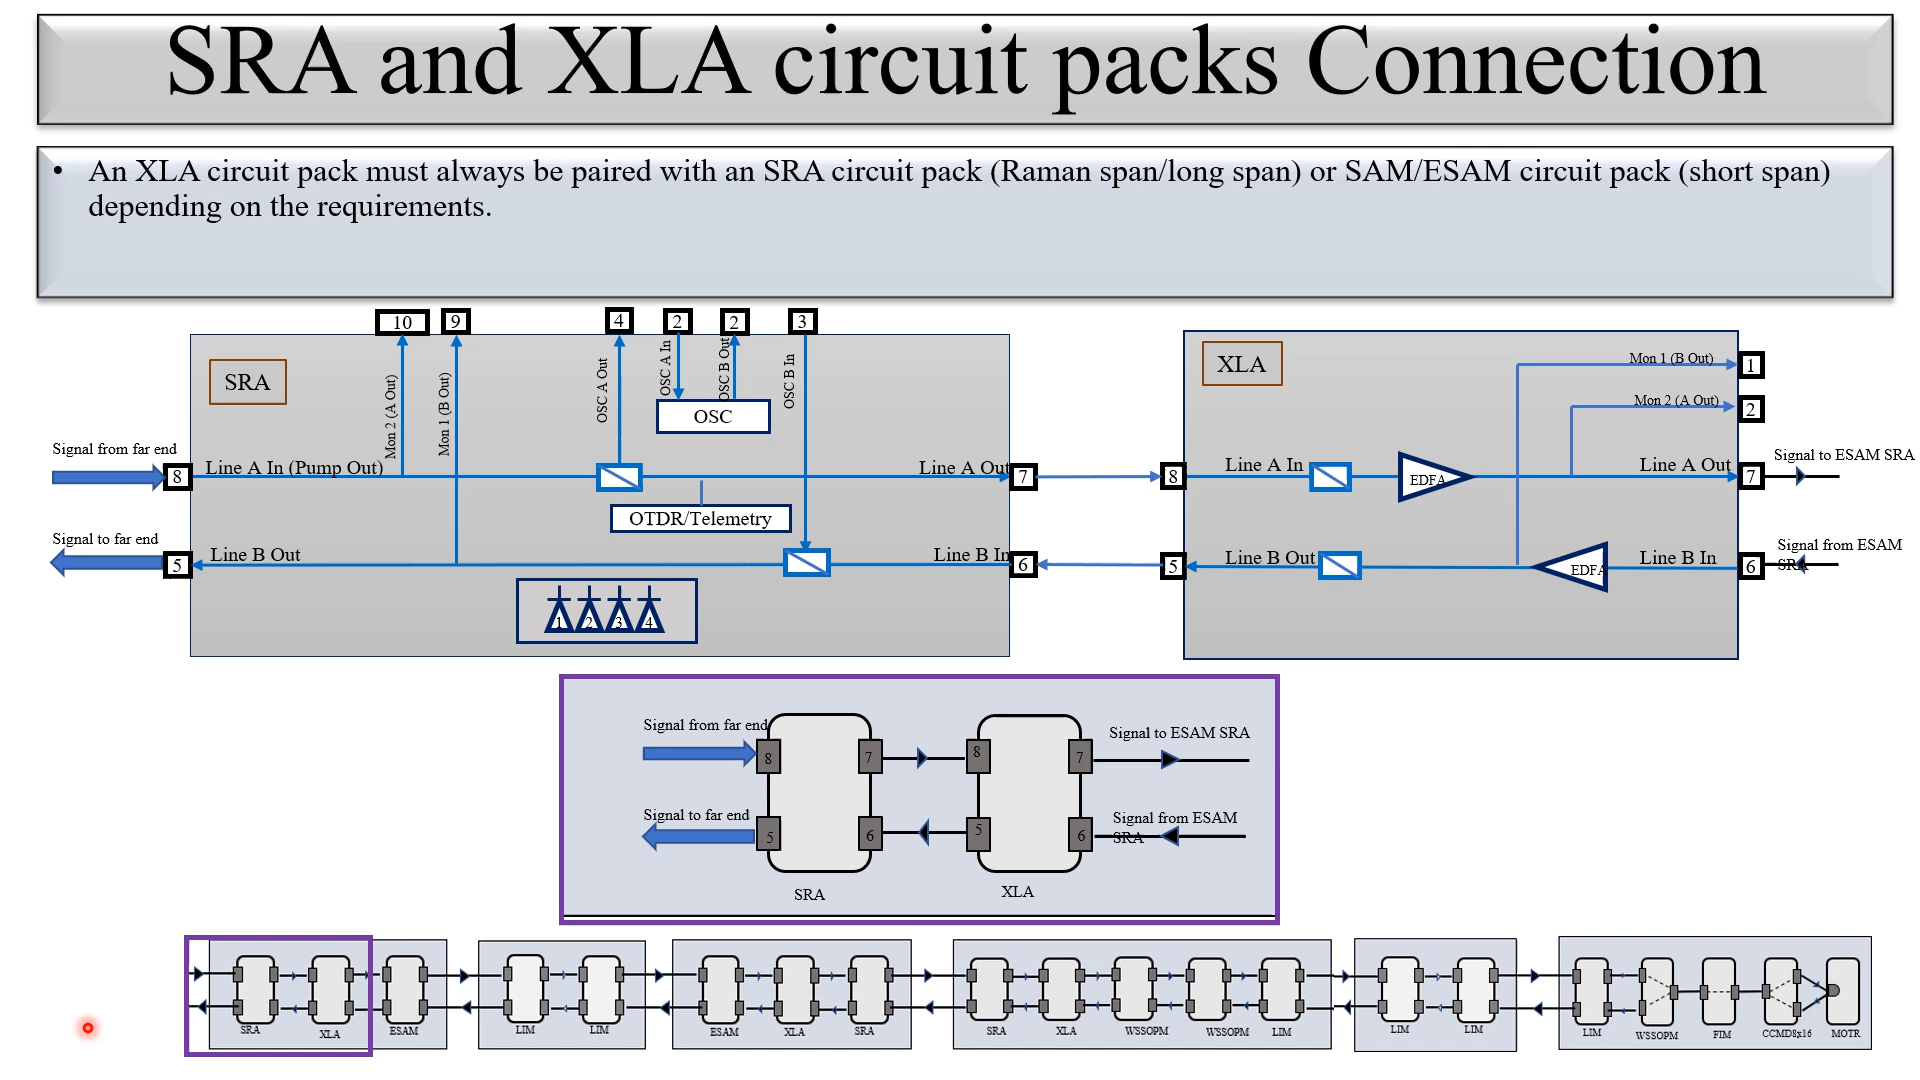 SRA and XLA circuit packs Connection
• An XLA circuit pack must always be paired with an SRA circuit pack (Raman span/long span) or SAM/ESAM circuit pack (short span)
depending on the requirements.
10 9 4 2 2 3
SRA
Mon 2 (A Out)
Mon 1 (B Out)
OSC A Out
OSC A In
OSC B Out
OSC B In
OSC
Signal from far end
8
Line A In (Pump Out)
Line A Out
7
OTDR/Telemetry
Signal to far end
5
Line B Out
Line B In
6
1 2 3 4
XLA
Mon 1 (B Out)
1
Mon 2 (A Out)
2
8
Line A In
EDFA
Line A Out
7
Signal to ESAM SRA
5
Line B Out
EDFA
Line B In
6
Signal from ESAM
SRA
Signal from far end
8
7
8
7
Signal to ESAM SRA
Signal to far end
5
6
5
6
Signal from ESAM
SRA
SRA
XLA
SRA XLA ESAM
LIM LIM
ESAM XLA SRA
SRA XLA WSSOPM WSSOPM LIM
LIM LIM
LIM WSSOPM FIM CCMD8x16 MOTR